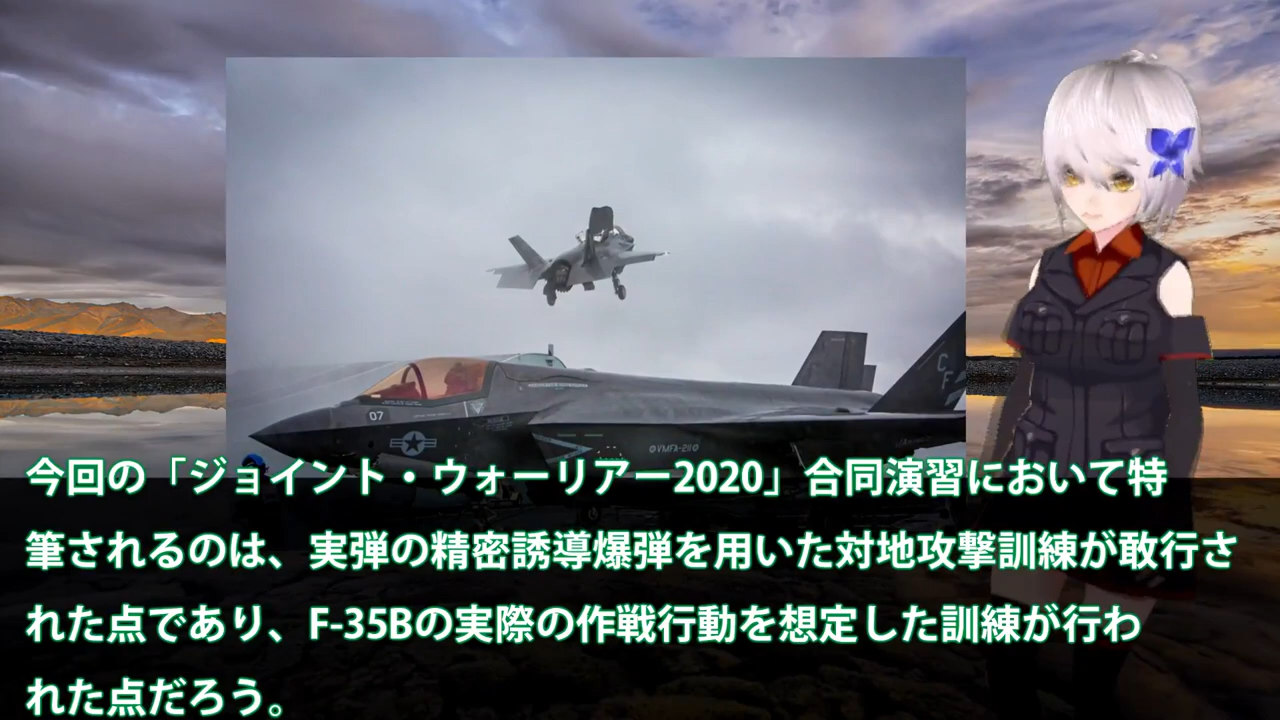 CF
07
VMFA-211
今回の「ジョイント・ウォーリアー2020」合同演習において特
筆されるのは、実弾の精密誘導爆弾を用いた対地攻撃訓練が敢行さ
れた点であり、F-35Bの実際の作戦行動を想定した訓練が行わ
れた点だろう。